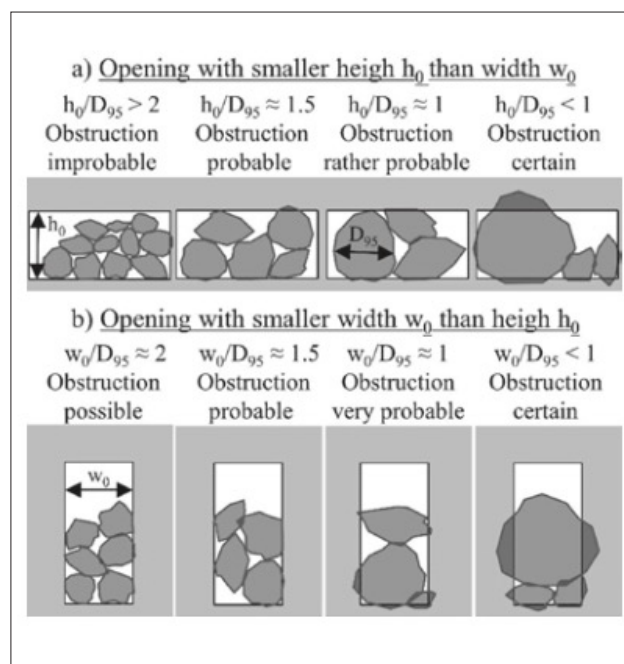 a) Opening with smaller heigh h₀ than width w₀
h₀/D₉₅ > 2 h₀/D₉₅ ≈ 1.5 h₀/D₉₅ ≈ 1 h₀/D₉₅ < 1
Obstruction Obstruction Obstruction Obstruction
improbable probable rather probable certain
h₀
D₉₅
b) Opening with smaller width w₀ than heigh h₀
w₀/D₉₅ ≈ 2 w₀/D₉₅ ≈ 1.5 w₀/D₉₅ ≈ 1 w₀/D₉₅ < 1
Obstruction Obstruction Obstruction Obstruction
possible probable very probable certain
w₀